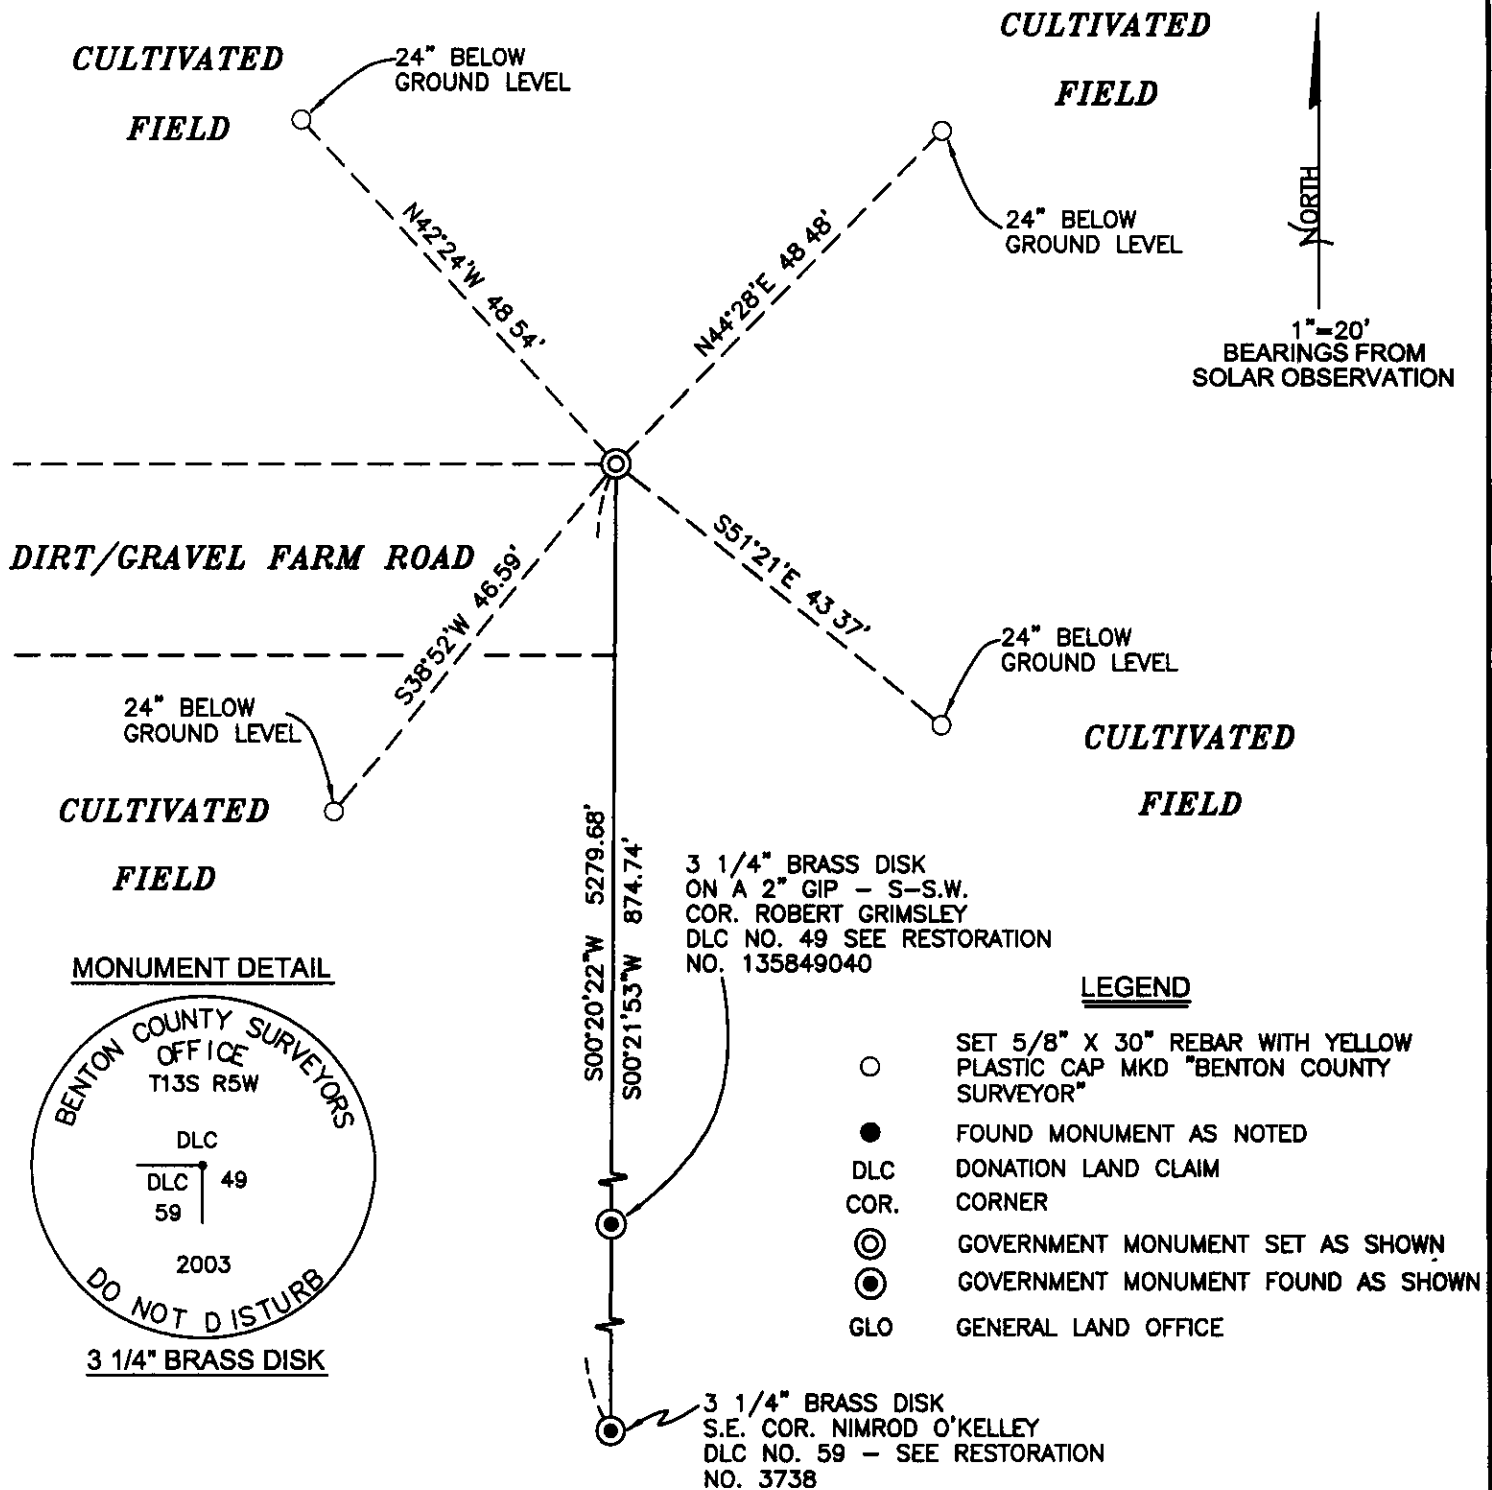 CULTIVATED
FIELD
24" BELOW
GROUND LEVEL
CULTIVATED
FIELD
24" BELOW
GROUND LEVEL
NORTH
1"=20'
BEARINGS FROM
SOLAR OBSERVATION
N42°24'W 48 54'
N44°28'E 48 48'
DIRT/GRAVEL FARM ROAD
S38°52'W 46.59'
S51°21'E 43 37'
24" BELOW
GROUND LEVEL
24" BELOW
GROUND LEVEL
CULTIVATED
FIELD
CULTIVATED
FIELD
S00°20'22"W 5279.68'
S00°21'53"W 874.74'
3 1/4" BRASS DISK
ON A 2" GIP - S-S.W.
COR. ROBERT GRIMSLEY
DLC NO. 49 SEE RESTORATION
NO. 135849040
MONUMENT DETAIL
BENTON COUNTY SURVEYORS
OFFICE
T13S R5W
DLC
DLC 49
59
2003
DO NOT DISTURB
3 1/4" BRASS DISK
LEGEND
SET 5/8" X 30" REBAR WITH YELLOW
PLASTIC CAP MKD "BENTON COUNTY
SURVEYOR"
FOUND MONUMENT AS NOTED
DLC DONATION LAND CLAIM
COR. CORNER
GOVERNMENT MONUMENT SET AS SHOWN
GOVERNMENT MONUMENT FOUND AS SHOWN
GLO GENERAL LAND OFFICE
3 1/4" BRASS DISK
S.E. COR. NIMROD O'KELLEY
DLC NO. 59 - SEE RESTORATION
NO. 3738